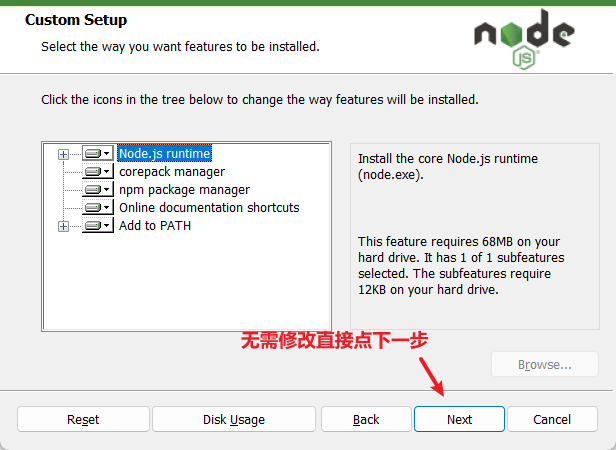 Custom Setup
Select the way you want features to be installed.
node
JS
Click the icons in the tree below to change the way features will be installed.
Node.js runtime
corepack manager
npm package manager
Online documentation shortcuts
Add to PATH
Install the core Node.js runtime
(node.exe).
This feature requires 68MB on your
hard drive. It has 1 of 1 subfeatures
selected. The subfeatures require
12KB on your hard drive.
无需修改直接点下一步
Browse...
Reset
Disk Usage
Back
Next
Cancel